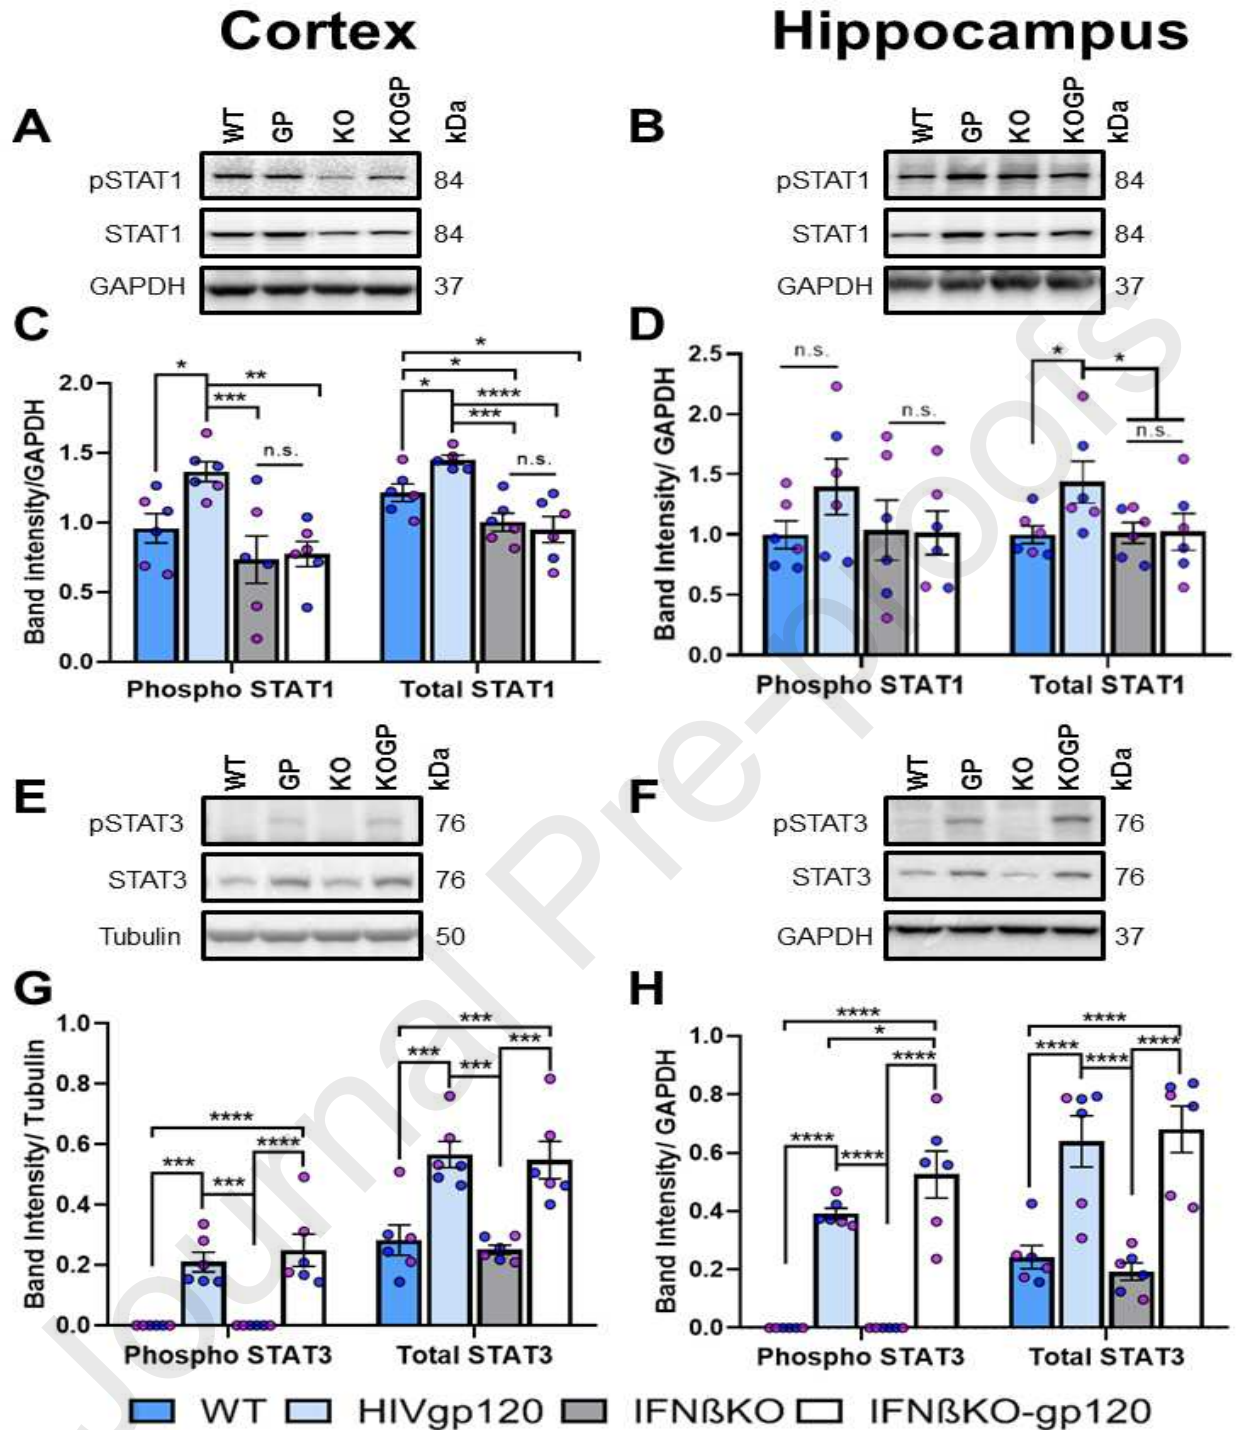 Cortex
Hippocampus
A
WT GP KO KOGP kDa
pSTAT1 84
STAT1 84
GAPDH 37
B
WT GP KO KOGP kDa
pSTAT1 84
STAT1 84
GAPDH 37
C
Band intensity/GAPDH
2.0
1.5
1.0
0.5
0.0
* ** *** n.s.
* * * **** *** n.s.
Phospho STAT1 Total STAT1
D
Band Intensity/ GAPDH
2.5
2.0
1.5
1.0
0.5
0.0
n.s. n.s.
* * n.s.
Phospho STAT1 Total STAT1
E
WT GP KO KOGP kDa
pSTAT3 76
STAT3 76
Tubulin 50
F
WT GP KO KOGP kDa
pSTAT3 76
STAT3 76
GAPDH 37
G
Band Intensity/ Tubulin
1.0
0.8
0.6
0.4
0.2
0.0
**** **** *** ***
*** *** *** ***
Phospho STAT3 Total STAT3
H
Band Intensity/ GAPDH
1.0
0.8
0.6
0.4
0.2
0.0
**** * **** **** ****
**** **** **** ****
Phospho STAT3 Total STAT3
WT HIVgp120 IFNßKO IFNßKO-gp120
Journal Pre-proofs